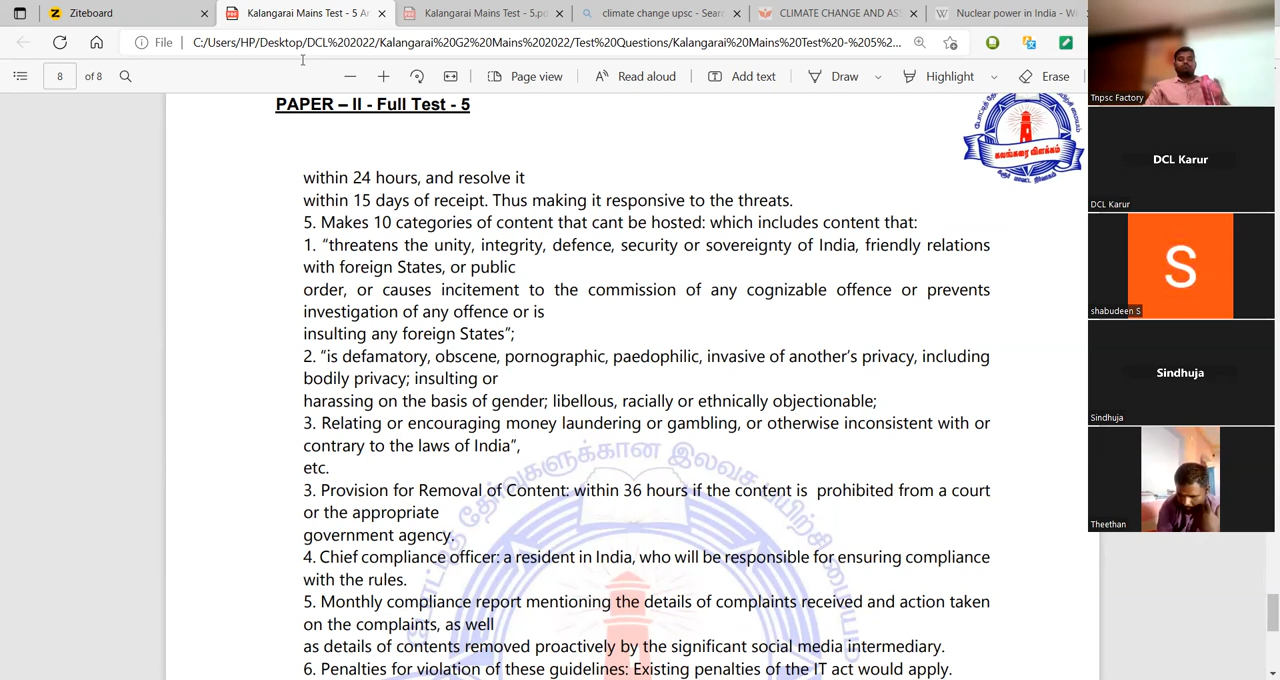 Ziteboard
Kalangarai Mains Test - 5 An
Kalangarai Mains Test - 5.pd
climate change upsc - Sear
CLIMATE CHANGE AND ASS
Nuclear power in India - Wi
File
C:/Users/HP/Desktop/DCL%202022/Kalangarai%20G2%20Mains%202022/Test%20Questions/Kalangarai%20Mains%20Test%20-%205%2...
8 of 8
Page view
Read aloud
Add text
Draw
Highlight
Erase
PAPER – II - Full Test - 5
கலங்கரை விளக்கம்
within 24 hours, and resolve it
within 15 days of receipt. Thus making it responsive to the threats.
5. Makes 10 categories of content that cant be hosted: which includes content that:
1. “threatens the unity, integrity, defence, security or sovereignty of India, friendly relations
with foreign States, or public
order, or causes incitement to the commission of any cognizable offence or prevents
investigation of any offence or is
insulting any foreign States”;
2. “is defamatory, obscene, pornographic, paedophilic, invasive of another’s privacy, including
bodily privacy; insulting or
harassing on the basis of gender; libellous, racially or ethnically objectionable;
3. Relating or encouraging money laundering or gambling, or otherwise inconsistent with or
contrary to the laws of India”,
etc.
3. Provision for Removal of Content: within 36 hours if the content is prohibited from a court
or the appropriate
government agency.
4. Chief compliance officer: a resident in India, who will be responsible for ensuring compliance
with the rules.
5. Monthly compliance report mentioning the details of complaints received and action taken
on the complaints, as well
as details of contents removed proactively by the significant social media intermediary.
6. Penalties for violation of these guidelines: Existing penalties of the IT act would apply.
Tnpsc Factory
DCL Karur
DCL Karur
S
shabudeen S
Sindhuja
Sindhuja
Theethan